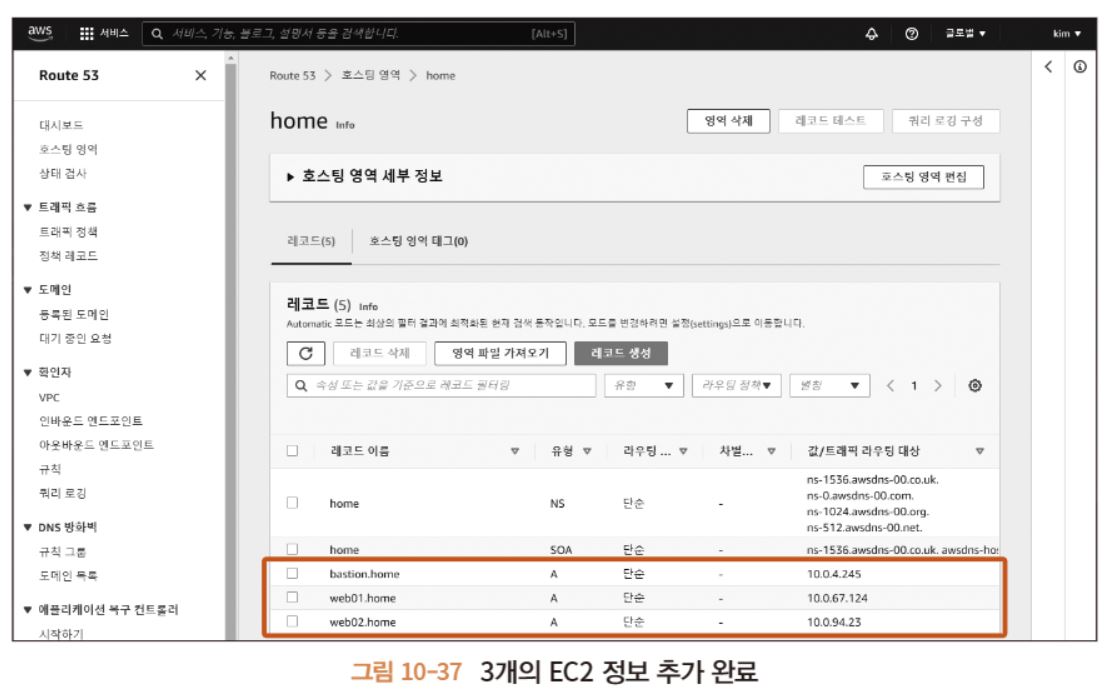 aws 서비스 서비스, 기능, 블로그, 설명서 등을 검색합니다. [Alt+S] 글로벌 ▼ kim ▼
Route 53 ×
대시보드
호스팅 영역
상태 검사
▼ 트래픽 흐름
트래픽 정책
정책 레코드
▼ 도메인
등록된 도메인
대기 중인 요청
▼ 확인자
VPC
인바운드 엔드포인트
아웃바운드 엔드포인트
규칙
쿼리 로깅
▼ DNS 방화벽
규칙 그룹
도메인 목록
▼ 애플리케이션 복구 컨트롤러
시작하기
Route 53 > 호스팅 영역 > home
home Info 영역 삭제 레코드 테스트 쿼리 로깅 구성
▶ 호스팅 영역 세부 정보 호스팅 영역 편집
레코드(5) 호스팅 영역 태그(0)
레코드 (5) Info
Automatic 모드는 최상의 필터 결과에 최적화된 현재 검색 동작입니다. 모드를 변경하려면 설정(settings)으로 이동합니다.
레코드 삭제 영역 파일 가져오기 레코드 생성
속성 또는 값을 기준으로 레코드 필터링 유형 ▼ 라우팅 정책▼ 별칭 ▼ < 1 >
레코드 이름 유형 라우팅 ... 차별... 값/트래픽 라우팅 대상
home NS 단순 - ns-1536.awsdns-00.co.uk.
ns-0.awsdns-00.com.
ns-1024.awsdns-00.org.
ns-512.awsdns-00.net.
home SOA 단순 - ns-1536.awsdns-00.co.uk. awsdns-hos
bastion.home A 단순 - 10.0.4.245
web01.home A 단순 - 10.0.67.124
web02.home A 단순 - 10.0.94.23
그림 10-37 3개의 EC2 정보 추가 완료